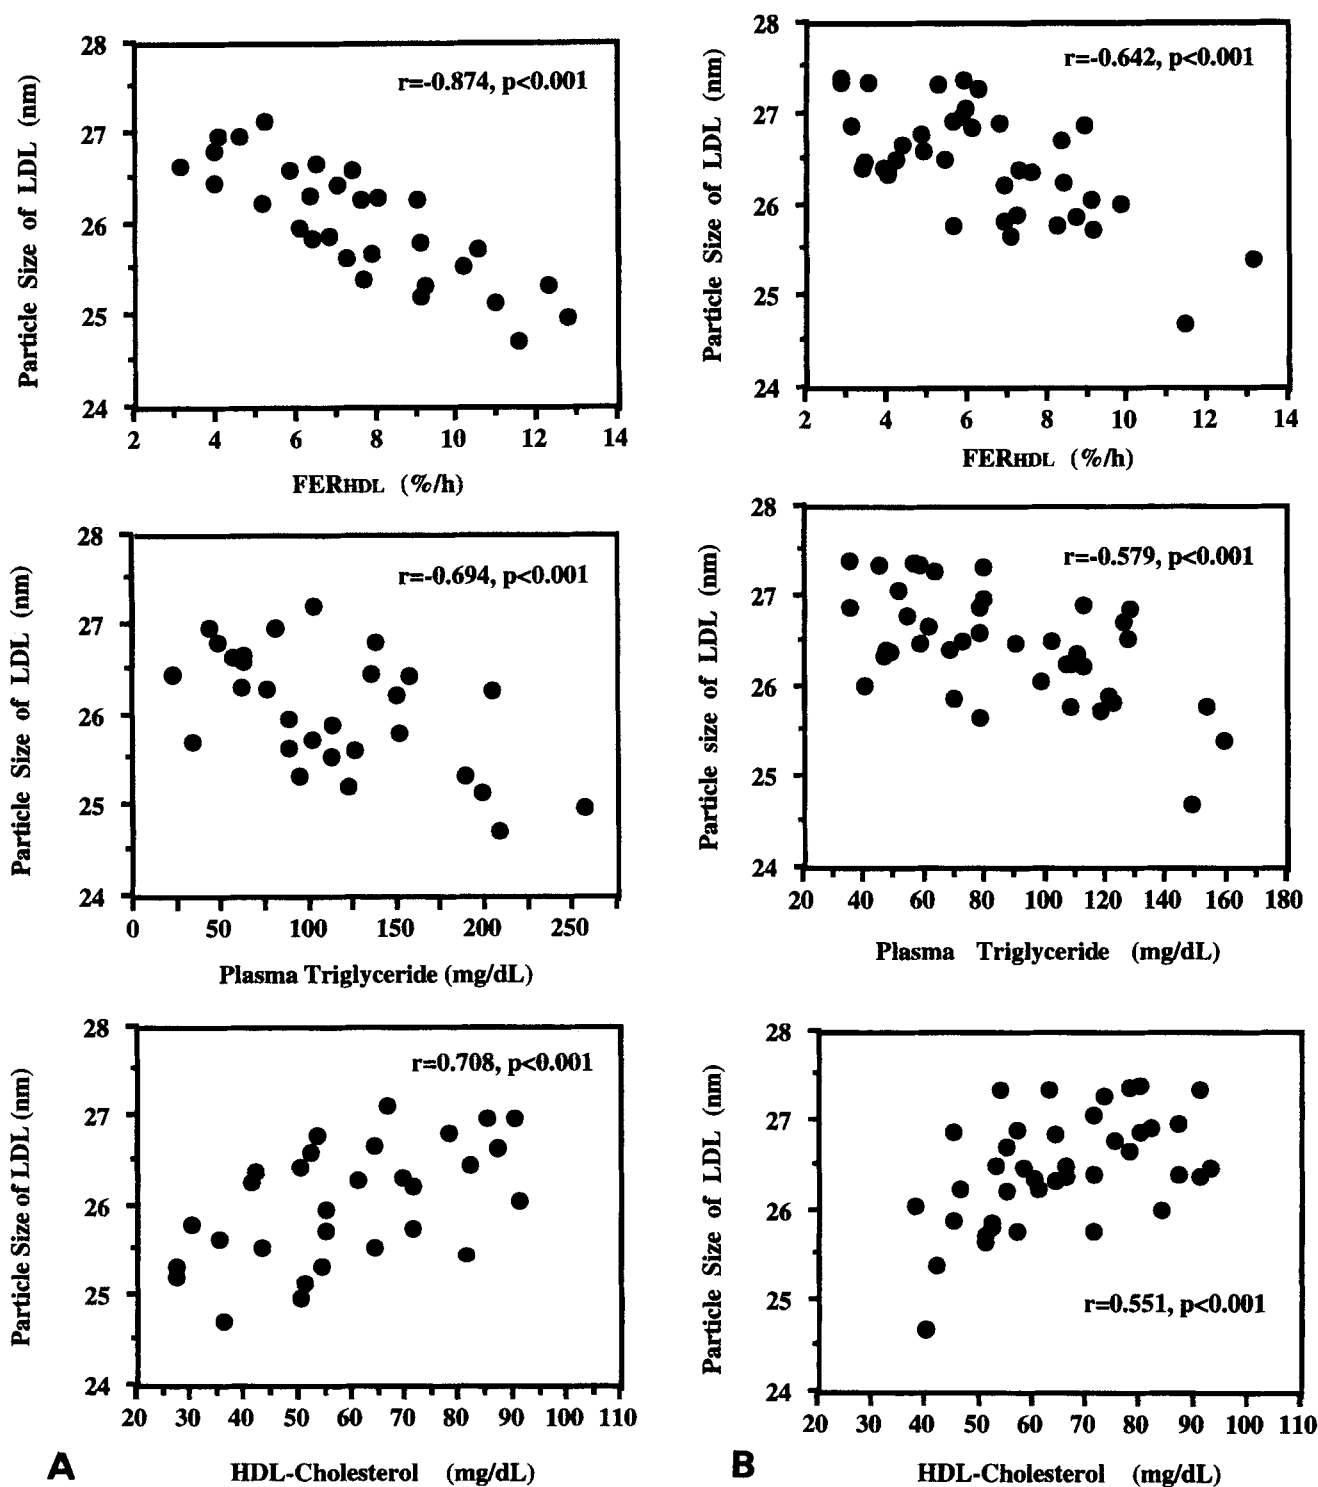 28
r=-0.874, p<0.001
27
26
25
24
Particle Size of LDL (nm)
2 4 6 8 10 12 14
FERHDL (%/h)
28
r=-0.694, p<0.001
27
26
25
24
Particle Size of LDL (nm)
0 50 100 150 200 250
Plasma Triglyceride (mg/dL)
28
r=0.708, p<0.001
27
26
25
24
Particle Size of LDL (nm)
20 30 40 50 60 70 80 90 100 110
HDL-Cholesterol (mg/dL)
A
28
r=-0.642, p<0.001
27
26
25
24
Particle Size of LDL (nm)
2 4 6 8 10 12 14
FERHDL (%/h)
28
r=-0.579, p<0.001
27
26
25
24
Particle size of LDL (nm)
20 40 60 80 100 120 140 160 180
Plasma Triglyceride (mg/dL)
28
27
26
25
r=0.551, p<0.001
24
Particle Size of LDL (nm)
20 30 40 50 60 70 80 90 100 110
HDL-Cholesterol (mg/dL)
B